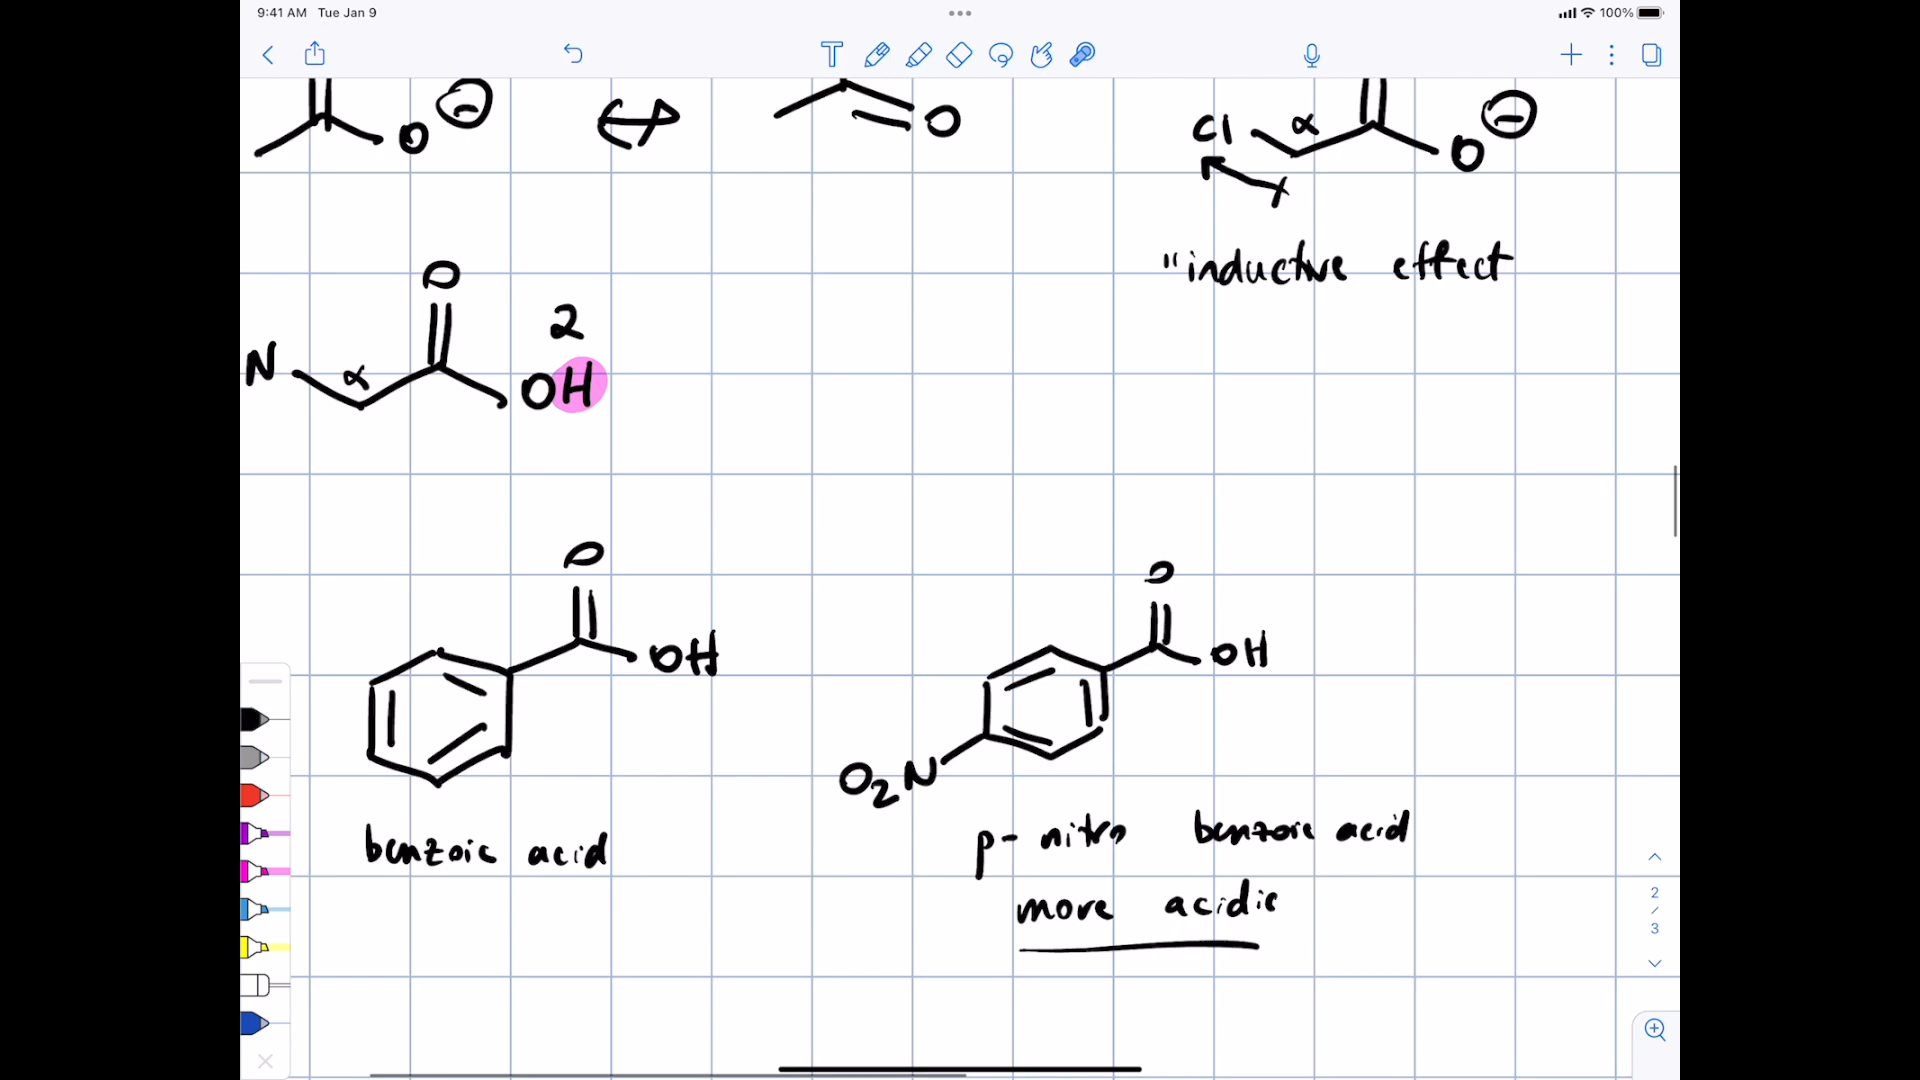 9:41 AM Tue Jan 9
100%
O ⊖
O
Cl α O ⊖
"inductive effect
O
2
N α OH
O
OH
O
OH
O2N
benzoic acid
p-nitro benzoic acid
more acidic
2
/
3